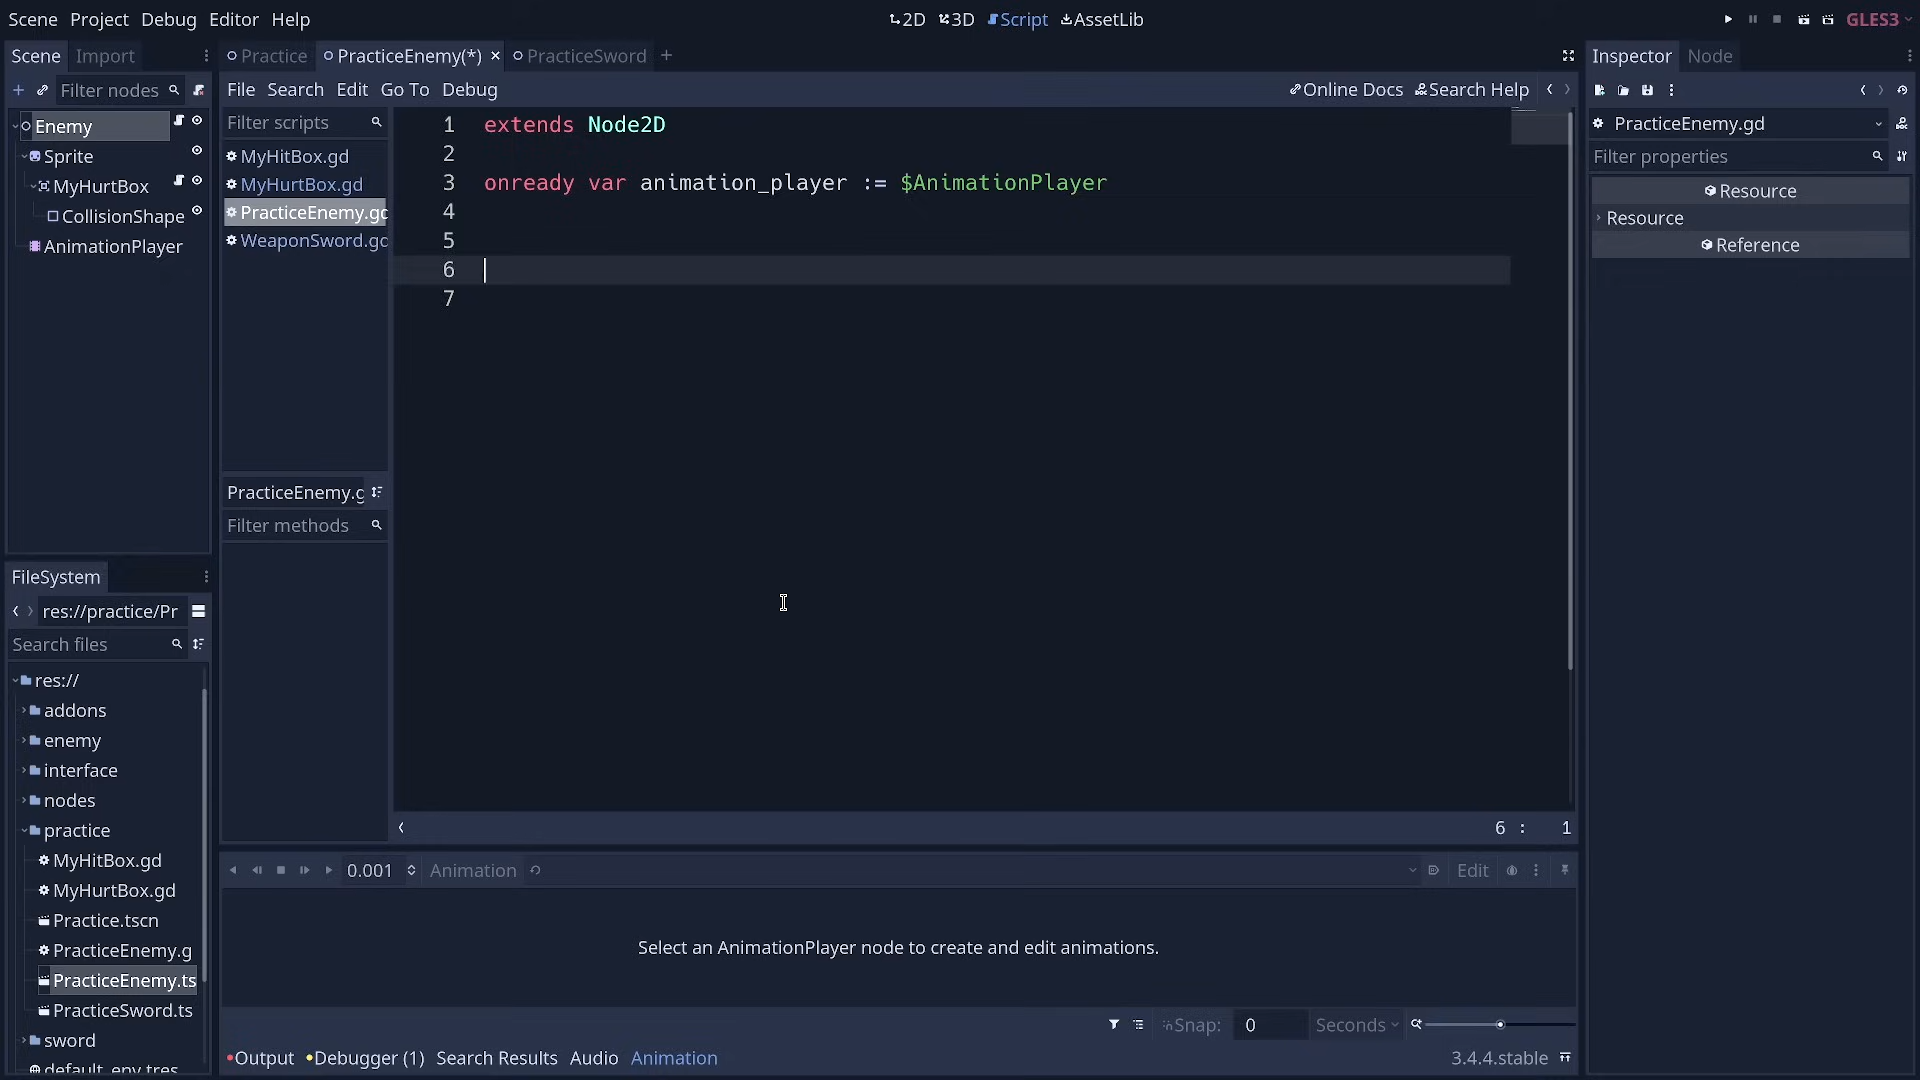 Scene Project Debug Editor Help
2D 3D Script AssetLib
GLES3
Scene Import
Practice PracticeEnemy(*) PracticeSword
Inspector Node
Filter nodes
File Search Edit Go To Debug
Online Docs Search Help
Enemy
Sprite
MyHurtBox
CollisionShape
AnimationPlayer
Filter scripts
MyHitBox.gd
MyHurtBox.gd
PracticeEnemy.gd
WeaponSword.gd
PracticeEnemy.g
Filter methods
1 extends Node2D
2
3 onready var animation_player := $AnimationPlayer
4
5
6
7
6 : 1
PracticeEnemy.gd
Filter properties
Resource
Resource
Reference
FileSystem
res://practice/Pr
Search files
res://
addons
enemy
interface
nodes
practice
MyHitBox.gd
MyHurtBox.gd
Practice.tscn
PracticeEnemy.g
PracticeEnemy.ts
PracticeSword.ts
sword
default_env.tres
0.001 Animation Edit
Select an AnimationPlayer node to create and edit animations.
Snap: 0 Seconds
Output Debugger (1) Search Results Audio Animation
3.4.4.stable